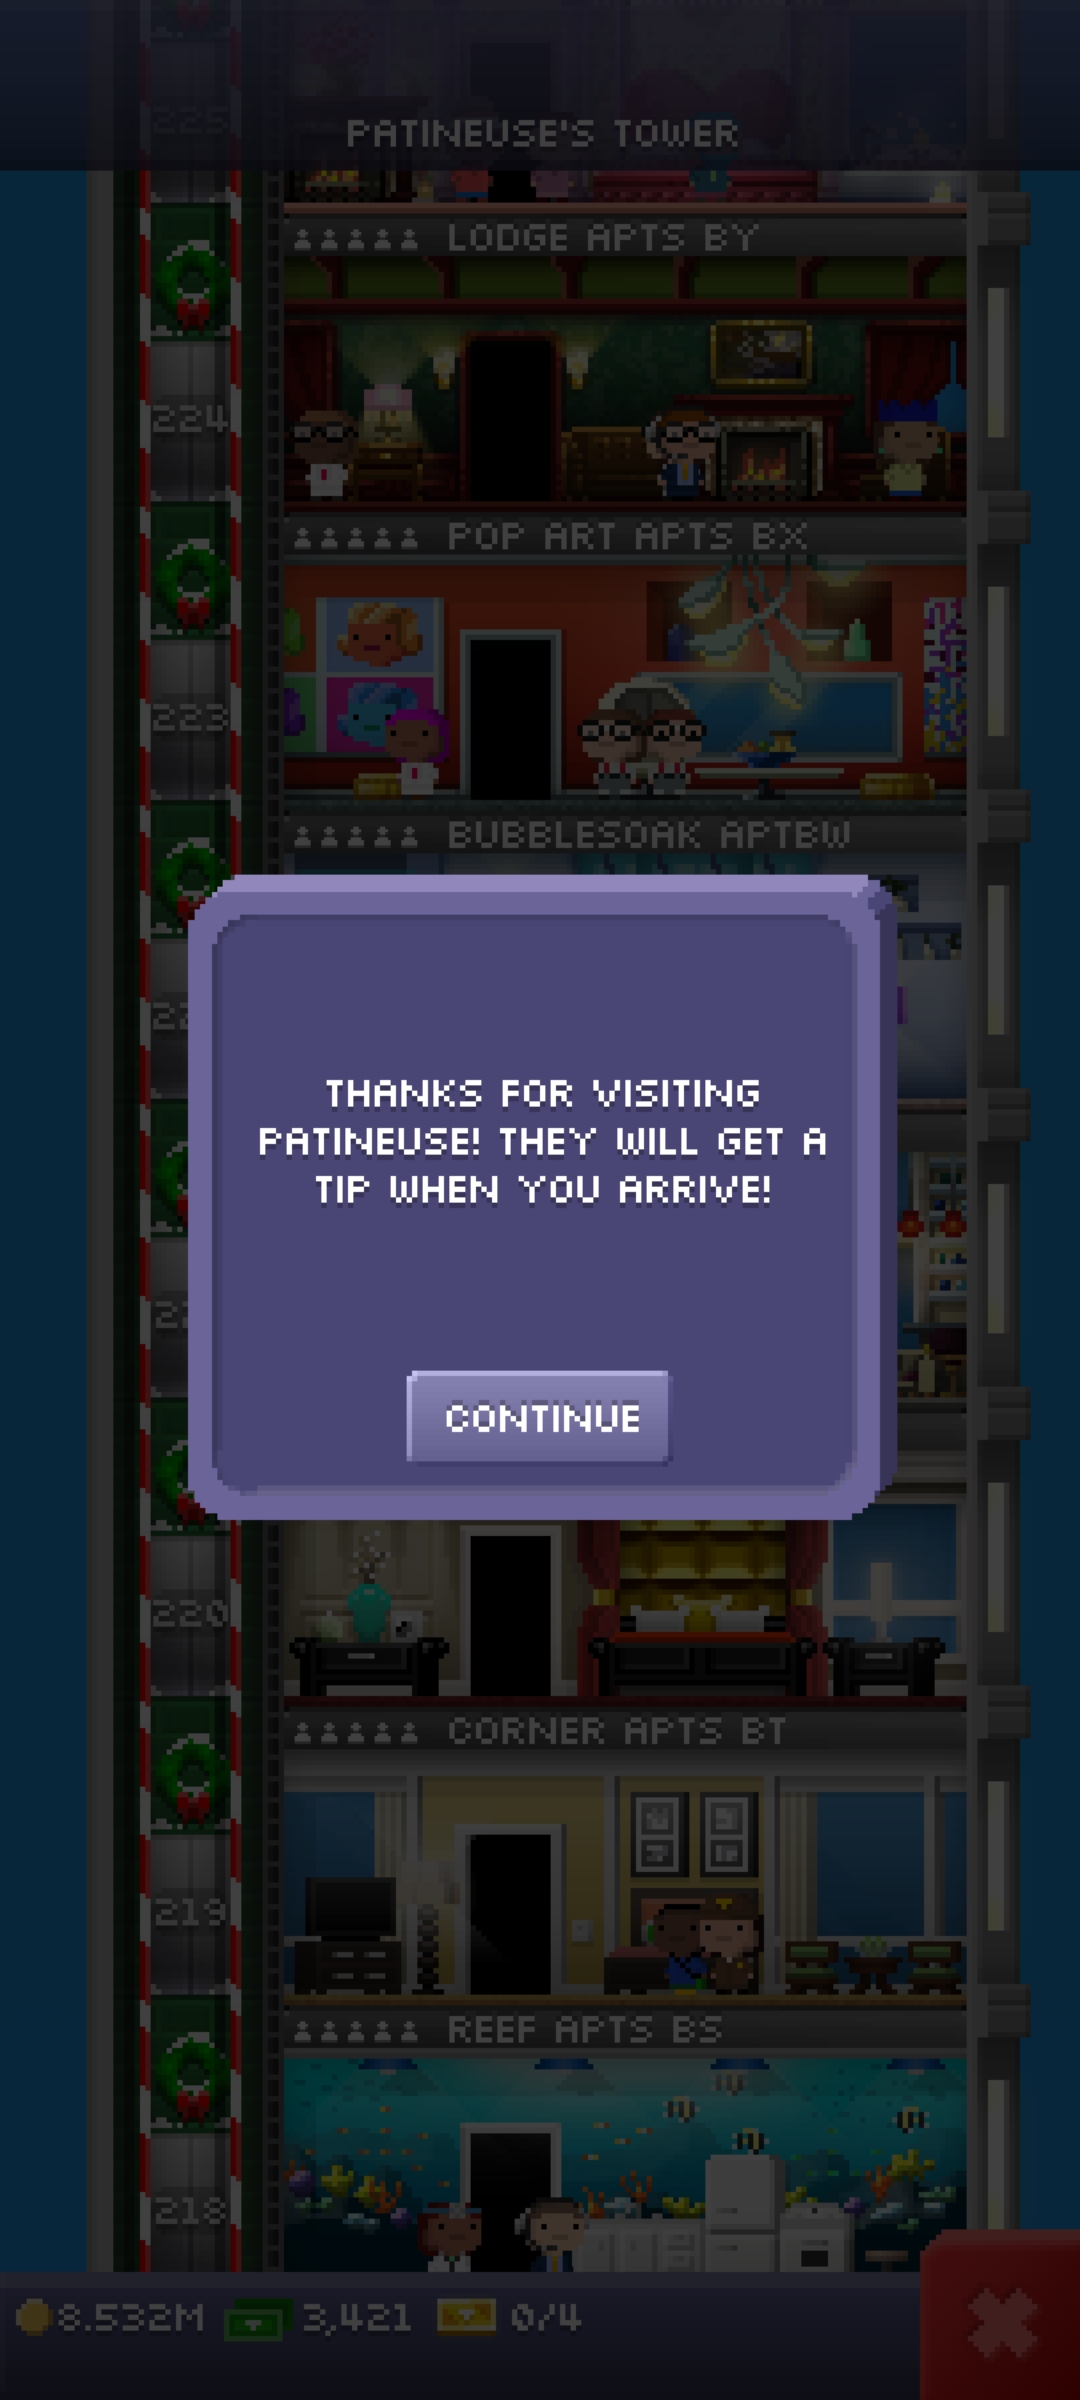 225
PATINEUSE'S TOWER
LODGE APTS BY
224
POP ART APTS BX
223
BUBBLESOAK APTBW
THANKS FOR VISITING
PATINEUSE! THEY WILL GET A
TIP WHEN YOU ARRIVE!
CONTINUE
220
CORNER APTS BT
219
REEF APTS BS
218
8.532M 3,421 0/4